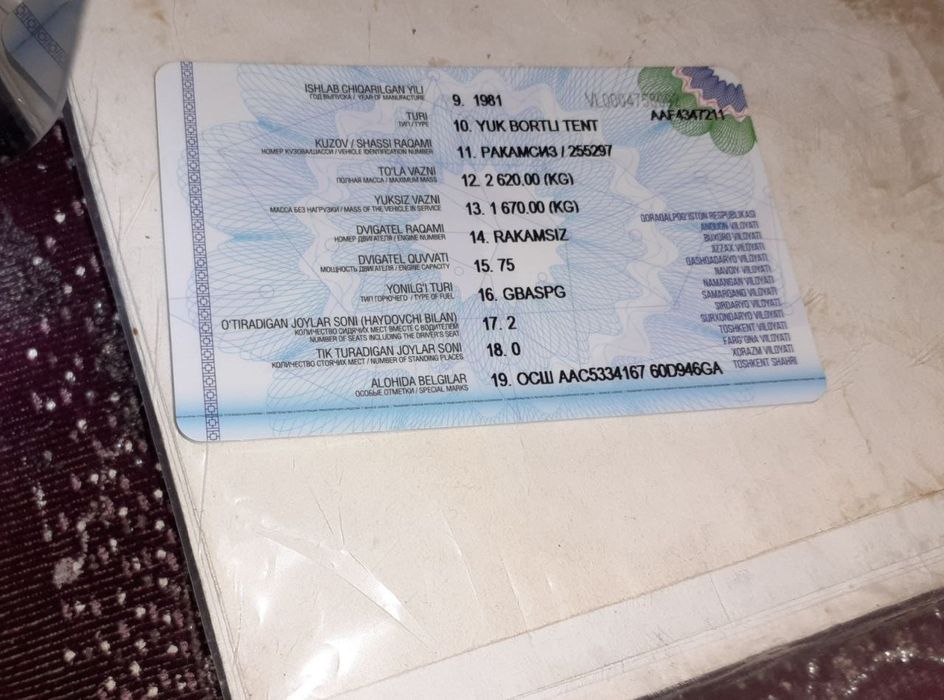 ISHLAB CHIQARILGAN YILI
ГОД ВЫПУСКА / YEAR OF MANUFACTURE
9. 1981
AAF4347211
TURI
ТИП / TYPE
10. YUK BORTLI TENT
KUZOV / SHASSI RAQAMI
НОМЕР КУЗОВА/ШАССИ / VEHICLE IDENTIFICATION NUMBER
11. РАКАМСИЗ / 255297
TO'LA VAZNI
ПОЛНАЯ МАССА / MAXIMUM MASS
12. 2 620.00 (KG)
YUKSIZ VAZNI
МАССА БЕЗ НАГРУЗКИ / MASS OF THE VEHICLE IN SERVICE
13. 1 670.00 (KG)
DVIGATEL RAQAMI
НОМЕР ДВИГАТЕЛЯ / ENGINE NUMBER
14. RAKAMSIZ
DVIGATEL QUVVATI
МОЩНОСТЬ ДВИГАТЕЛЯ / ENGINE CAPACITY
15. 75
YONILG'I TURI
ТИП ГОРЮЧЕГО / TYPE OF FUEL
16. GBASPG
O'TIRADIGAN JOYLAR SONI (HAYDOVCHI BILAN)
КОЛИЧЕСТВО СИДЯЧИХ МЕСТ ВМЕСТЕ С ВОДИТЕЛЕМ
NUMBER OF SEATS INCLUDING THE DRIVER'S SEAT
17. 2
TIK TURADIGAN JOYLAR SONI
КОЛИЧЕСТВО СТОЯЧИХ МЕСТ / NUMBER OF STANDING PLACES
18. 0
ALOHIDA BELGILAR
ОСОБЫЕ ОТМЕТКИ / SPECIAL MARKS
19. ОСШ AAC5334167 60D946GA
QORAQALPOG'ISTON RESPUBLIKASI
ANDIJON VILOYATI
BUXORO VILOYATI
JIZZAX VILOYATI
QASHQADARYO VILOYATI
NAVOIY VILOYATI
NAMANGAN VILOYATI
SAMARQAND VILOYATI
SIRDARYO VILOYATI
SURXONDARYO VILOYATI
TOSHKENT VILOYATI
FARG'ONA VILOYATI
XORAZM VILOYATI
TOSHKENT SHAHRI